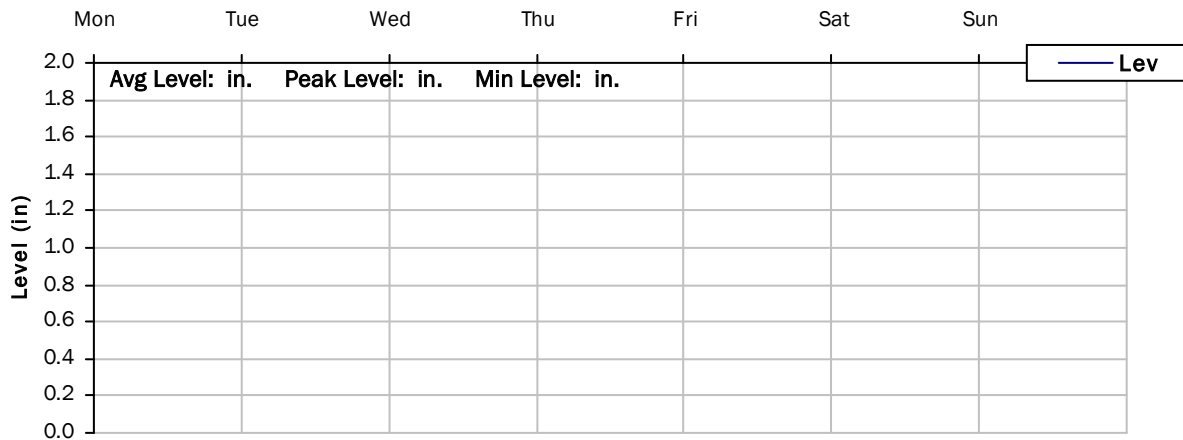 Mon Tue Wed Thu Fri Sat Sun
Lev
Avg Level: in. Peak Level: in. Min Level: in.
2.0
1.8
1.6
1.4
1.2
1.0
0.8
0.6
0.4
0.2
0.0
Level (in)